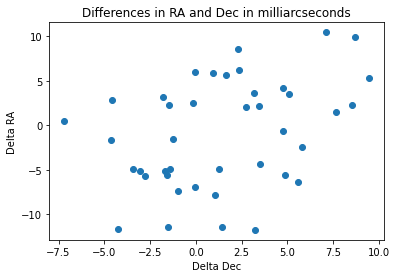 Differences in RA and Dec in milliarcseconds
10
5
0
−5
−10
Delta RA
−7.5 −5.0 −2.5 0.0 2.5 5.0 7.5 10.0
Delta Dec